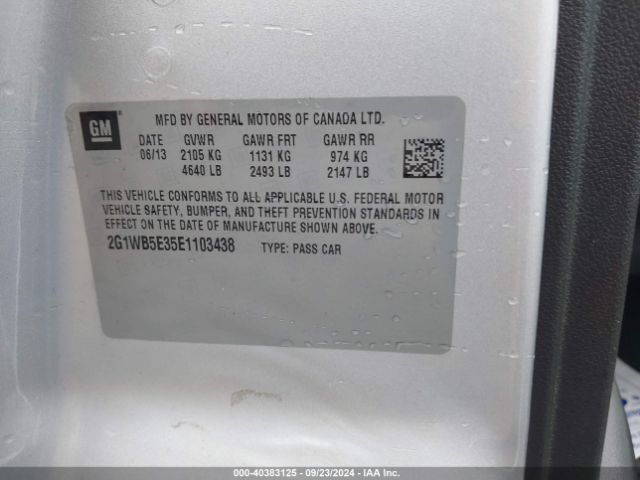 GM
MFD BY GENERAL MOTORS OF CANADA LTD.
DATE GVWR GAWR FRT GAWR RR
06/13 2105 KG 1131 KG 974 KG
4640 LB 2493 LB 2147 LB
THIS VEHICLE CONFORMS TO ALL APPLICABLE U.S. FEDERAL MOTOR
VEHICLE SAFETY, BUMPER, AND THEFT PREVENTION STANDARDS IN
EFFECT ON THE DATE OF MANUFACTURE SHOWN ABOVE.
2G1WB5E35E1103438 TYPE: PASS CAR
000-40383125 - 09/23/2024 - IAA Inc.